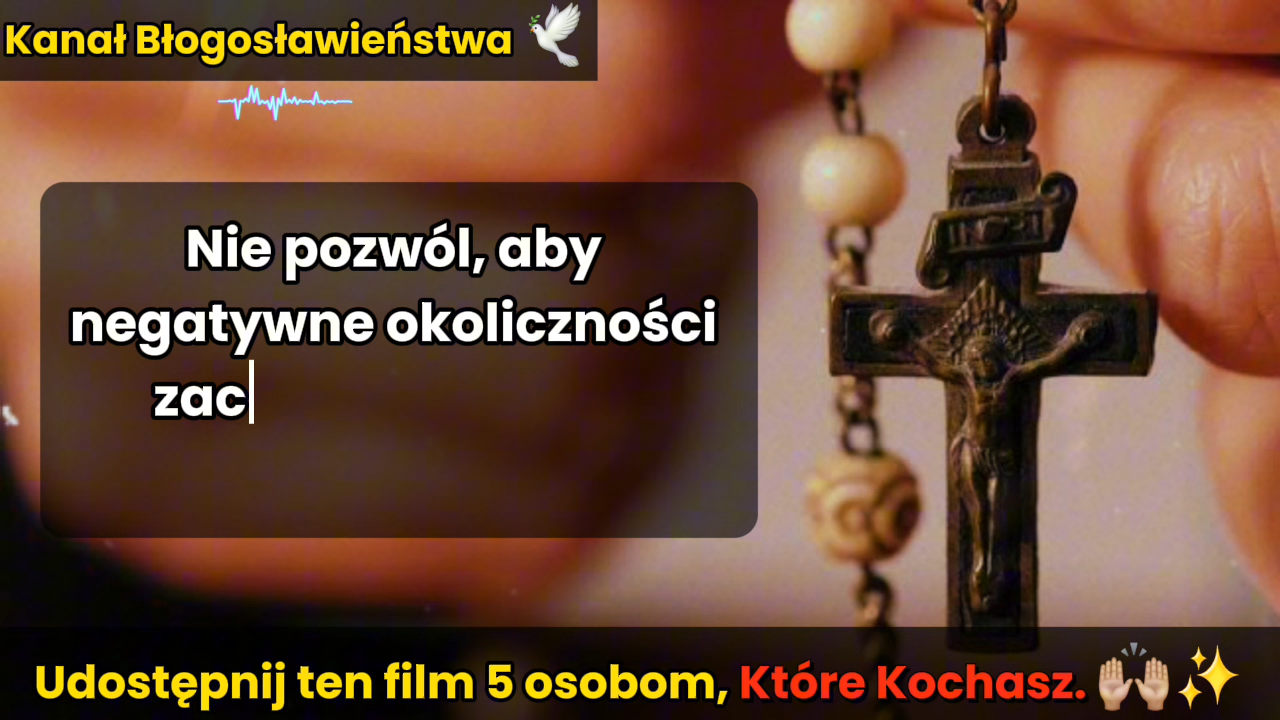 Kanał Błogosławieństwa 🕊️
Nie pozwól, aby
negatywne okoliczności
zac
Udostępnij ten film 5 osobom, Które Kochasz. 🙌🏼✨